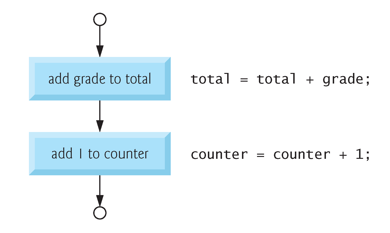 add grade to total
total = total + grade;
add 1 to counter
counter = counter + 1;